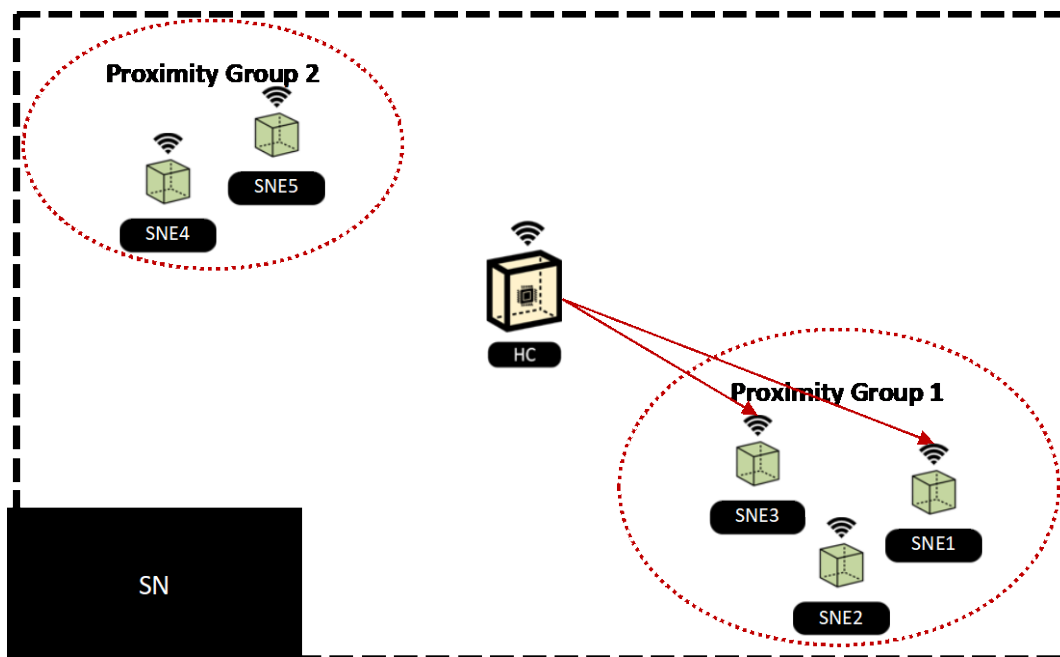 Proximity Group 2
SNE5
SNE4
HC
Proximity Group 1
SNE3
SNE1
SNE2
SN